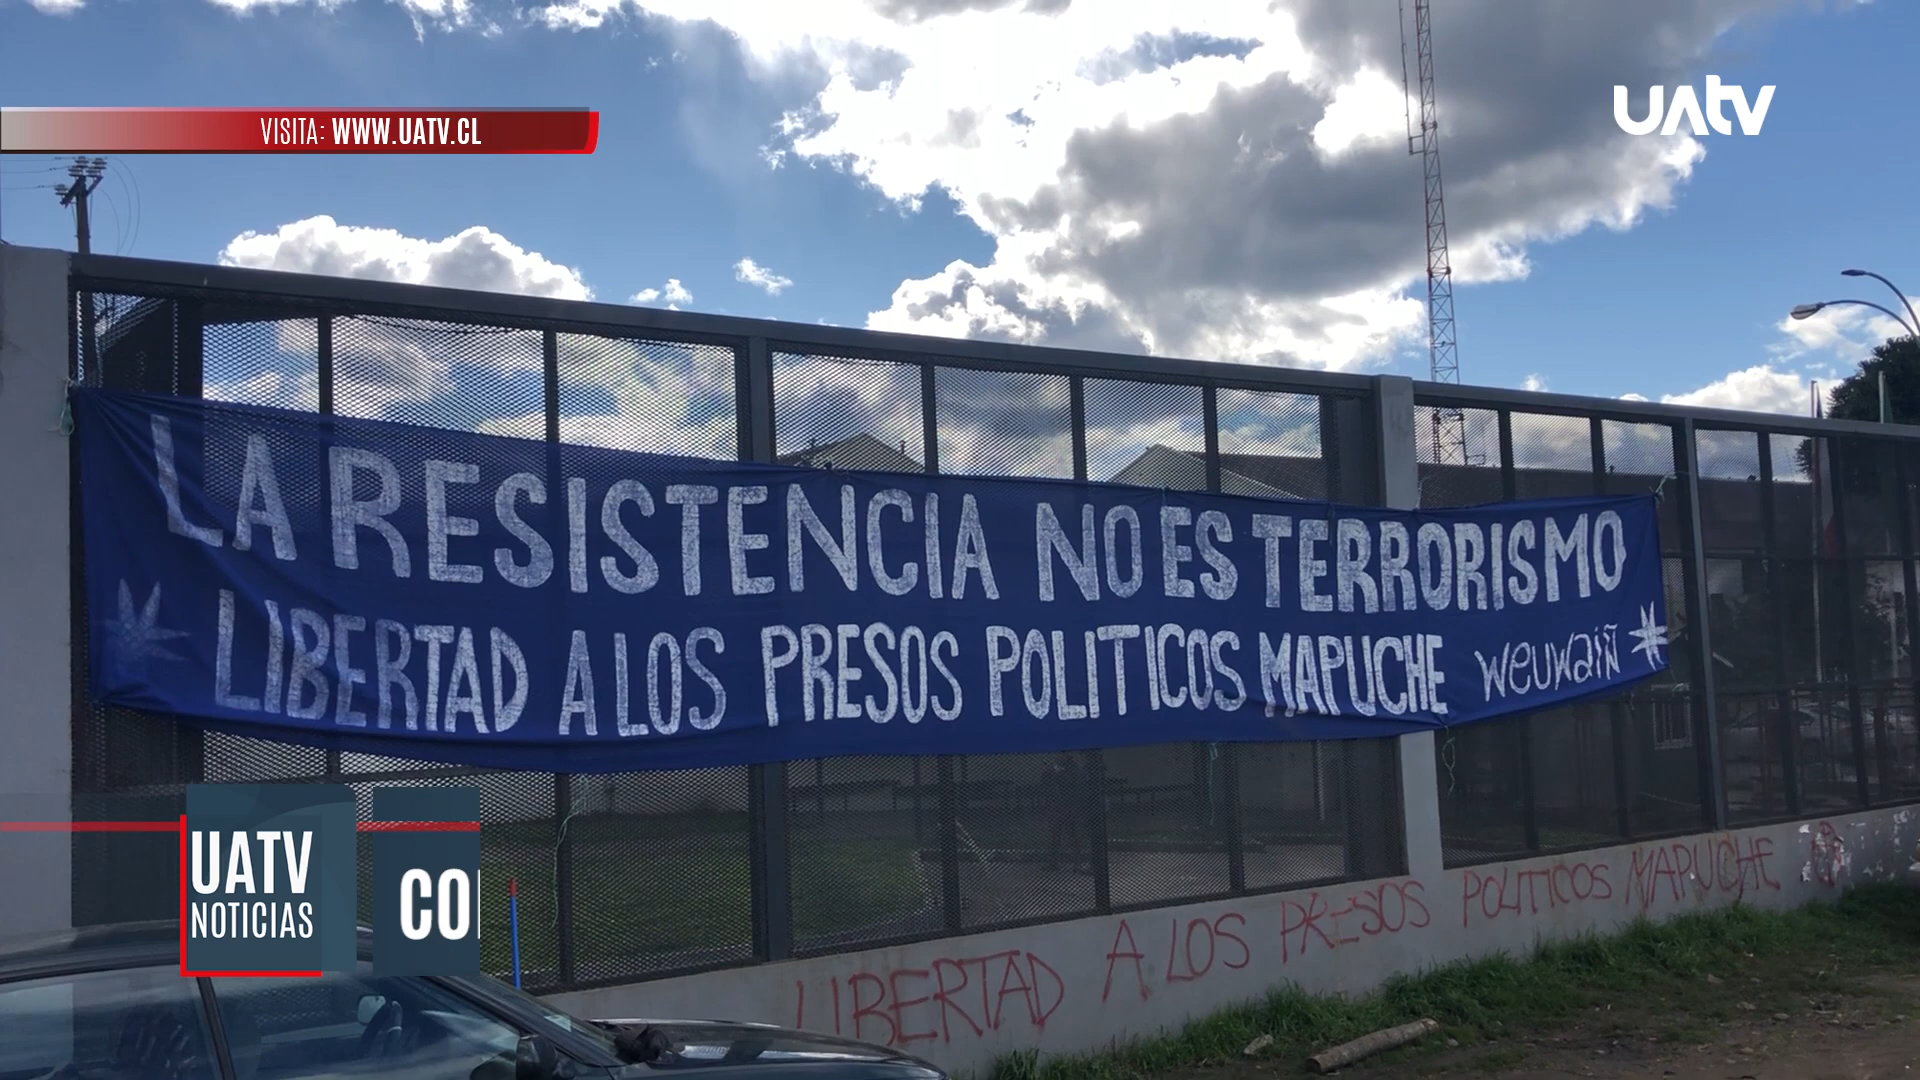 VISITA: WWW.UATV.CL
UATV
LA RESISTENCIA NO ES TERRORISMO
LIBERTAD A LOS PRESOS POLITICOS MAPUCHE weuwaiñ
UATV
NOTICIAS
CO
LIBERTAD A LOS PRESOS POLITICOS MAPUCHE